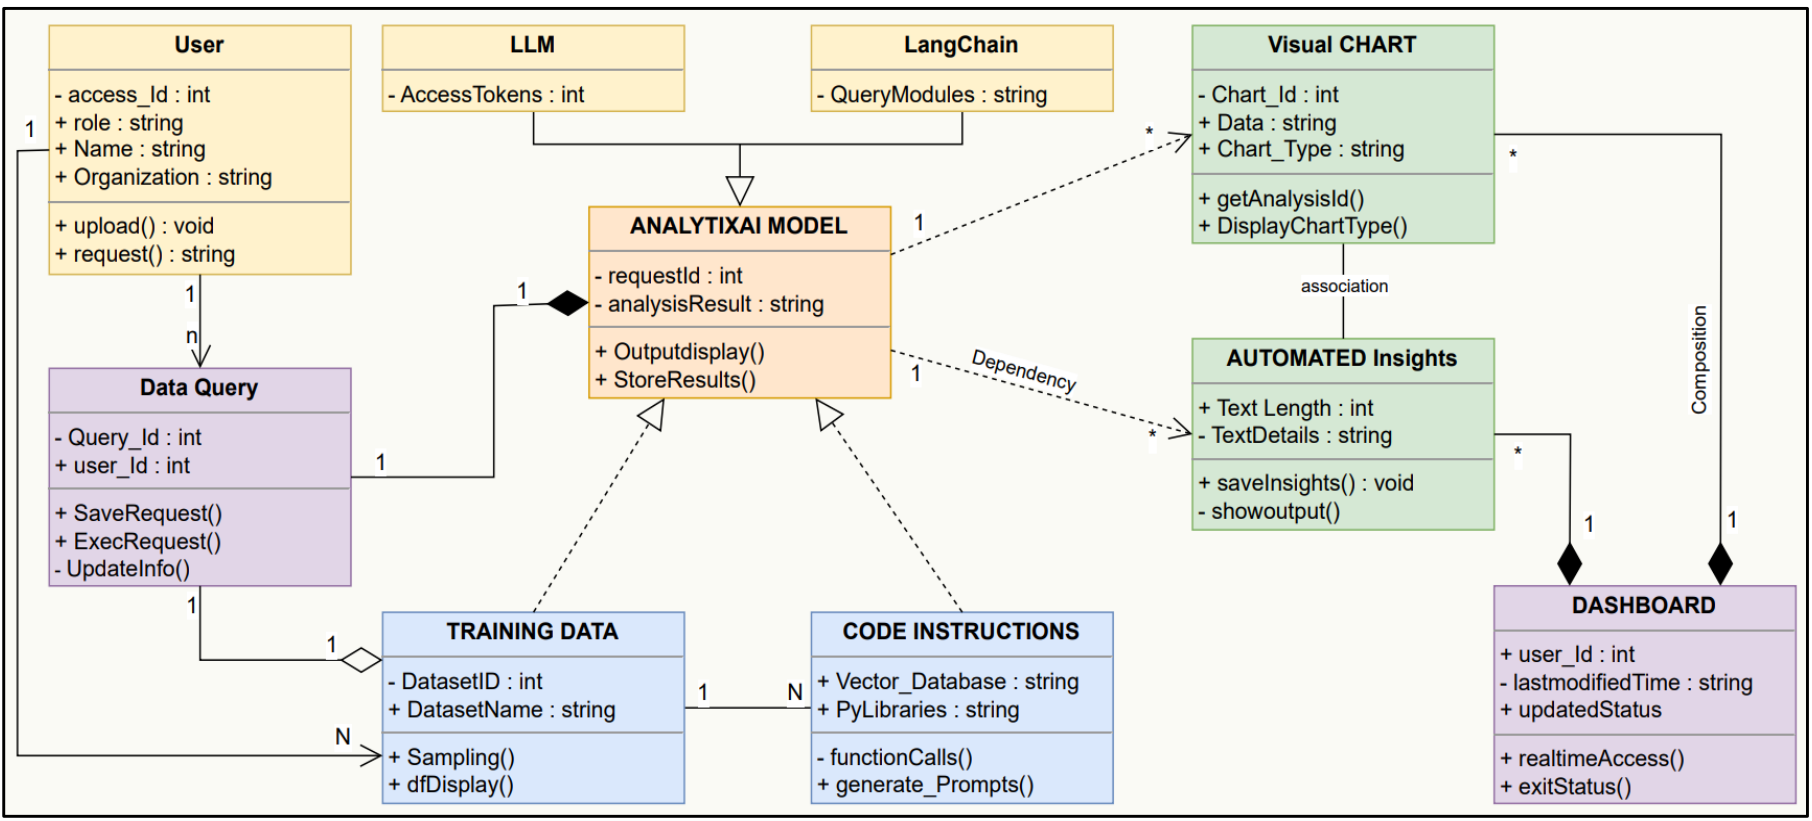 User
- access_Id : int
+ role : string
+ Name : string
+ Organization : string
+ upload() : void
+ request() : string
LLM
- AccessTokens : int
LangChain
- QueryModules : string
Visual CHART
- Chart_Id : int
+ Data : string
+ Chart_Type : string
+ getAnalysisId()
+ DisplayChartType()
1
1
n
*
1
*
ANALYTIXAI MODEL
- requestId : int
- analysisResult : string
+ Outputdisplay()
+ StoreResults()
1
association
Composition
Dependency
1
*
AUTOMATED Insights
+ Text Length : int
- TextDetails : string
+ saveInsights() : void
- showoutput()
*
1
1
Data Query
- Query_Id : int
+ user_Id : int
+ SaveRequest()
+ ExecRequest()
- UpdateInfo()
1
1
1
N
TRAINING DATA
- DatasetID : int
+ DatasetName : string
+ Sampling()
+ dfDisplay()
1
N
CODE INSTRUCTIONS
+ Vector_Database : string
+ PyLibraries : string
- functionCalls()
+ generate_Prompts()
DASHBOARD
+ user_Id : int
- lastmodifiedTime : string
+ updatedStatus
+ realtimeAccess()
+ exitStatus()